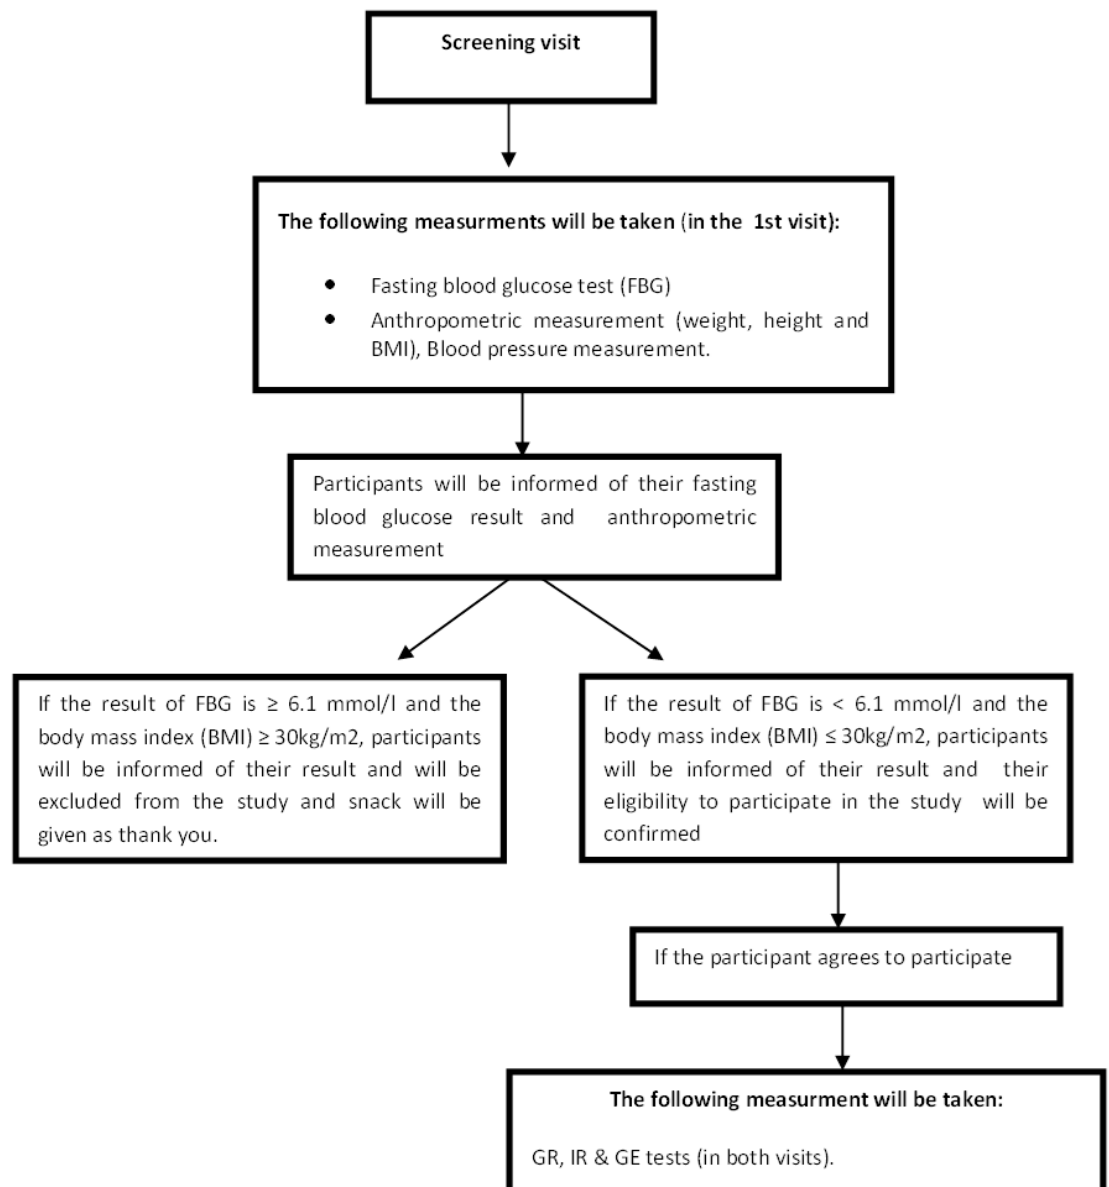 Screening visit
The following measurments will be taken (in the 1st visit):
● Fasting blood glucose test (FBG)
● Anthropometric measurement (weight, height and
BMI), Blood pressure measurement.
Participants will be informed of their fasting
blood glucose result and anthropometric
measurement
If the result of FBG is ≥ 6.1 mmol/l and the
body mass index (BMI) ≥ 30kg/m2, participants
will be informed of their result and will be
excluded from the study and snack will be
given as thank you.
If the result of FBG is < 6.1 mmol/l and the
body mass index (BMI) ≤ 30kg/m2, participants
will be informed of their result and their
eligibility to participate in the study will be
confirmed
If the participant agrees to participate
The following measurment will be taken:
GR, IR & GE tests (in both visits).